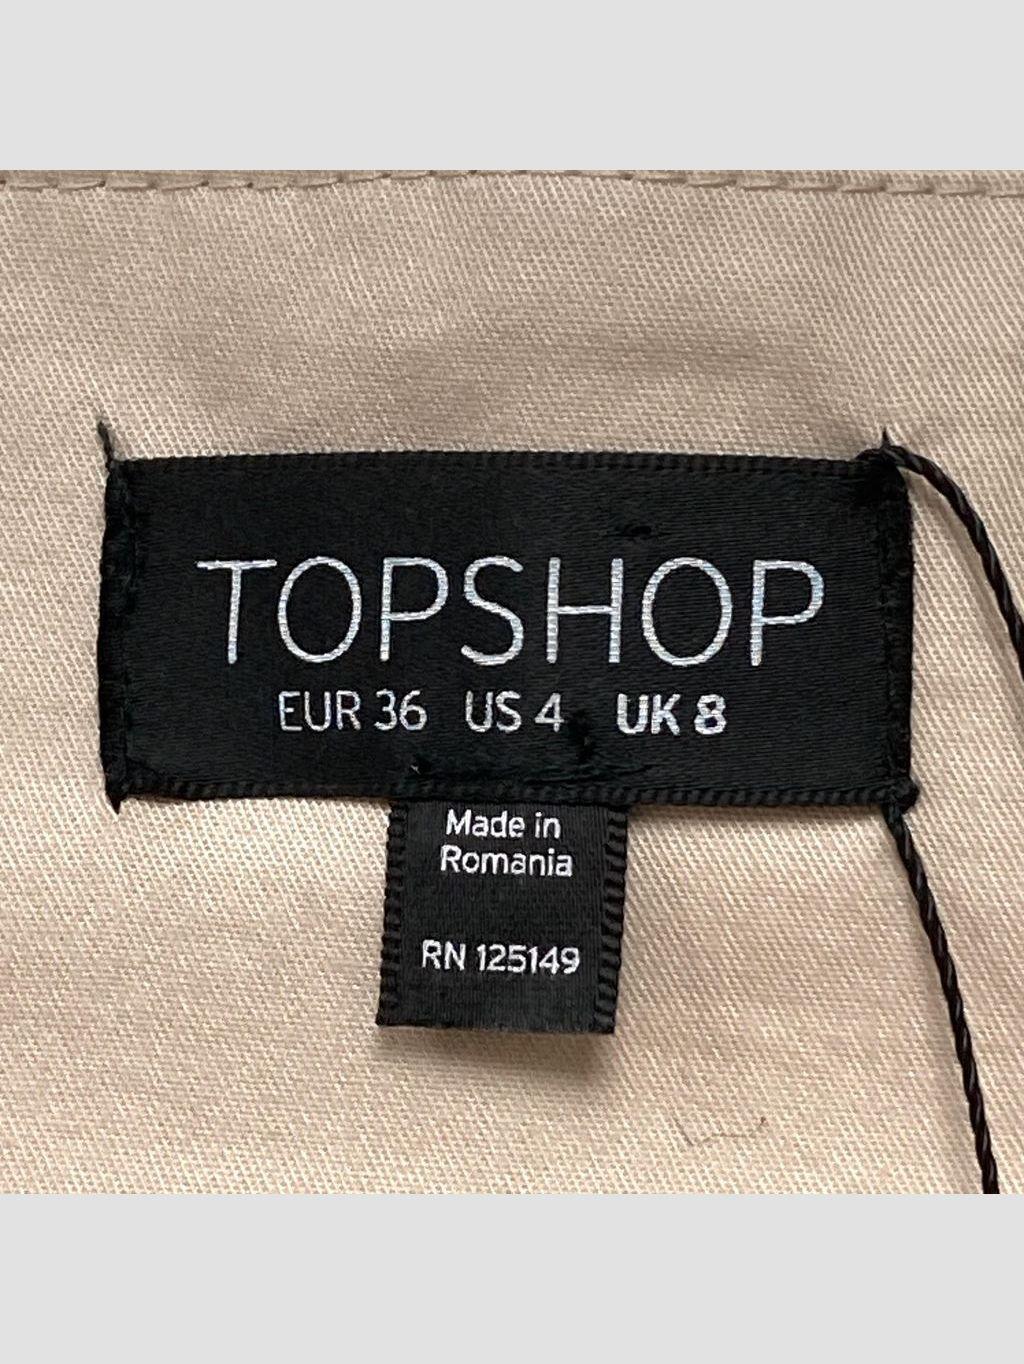 TOPSHOP
EUR 36 US 4 UK 8
Made in
Romania
RN 125149